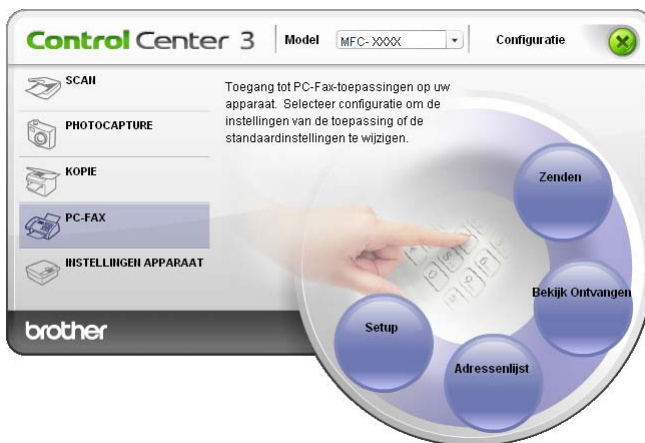 Control Center 3
Model
MFC-XXXX
Configuratie
SCAN
PHOTOCAPTURE
KOPIE
PC-FAX
INSTELLINGEN APPARAAT
Toegang tot PC-Fax-toepassingen op uw
apparaat. Selecteer configuratie om de
instellingen van de toepassing of de
standaardinstellingen te wijzigen.
Zenden
Bekijk Ontvangen
Adressenlijst
Setup
brother